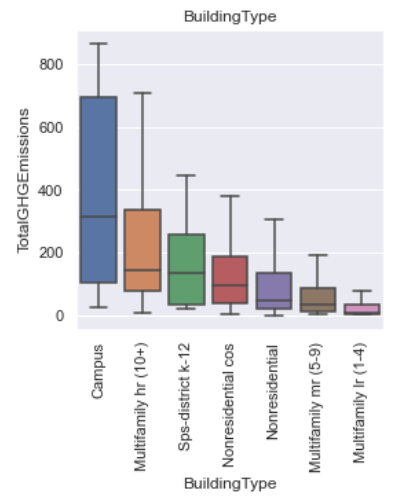 BuildingType
TotalGHGEmissions
800
600
400
200
0
Campus
Multifamily hr (10+)
Sps-district k-12
Nonresidential cos
Nonresidential
Multifamily mr (5-9)
Multifamily lr (1-4)
BuildingType